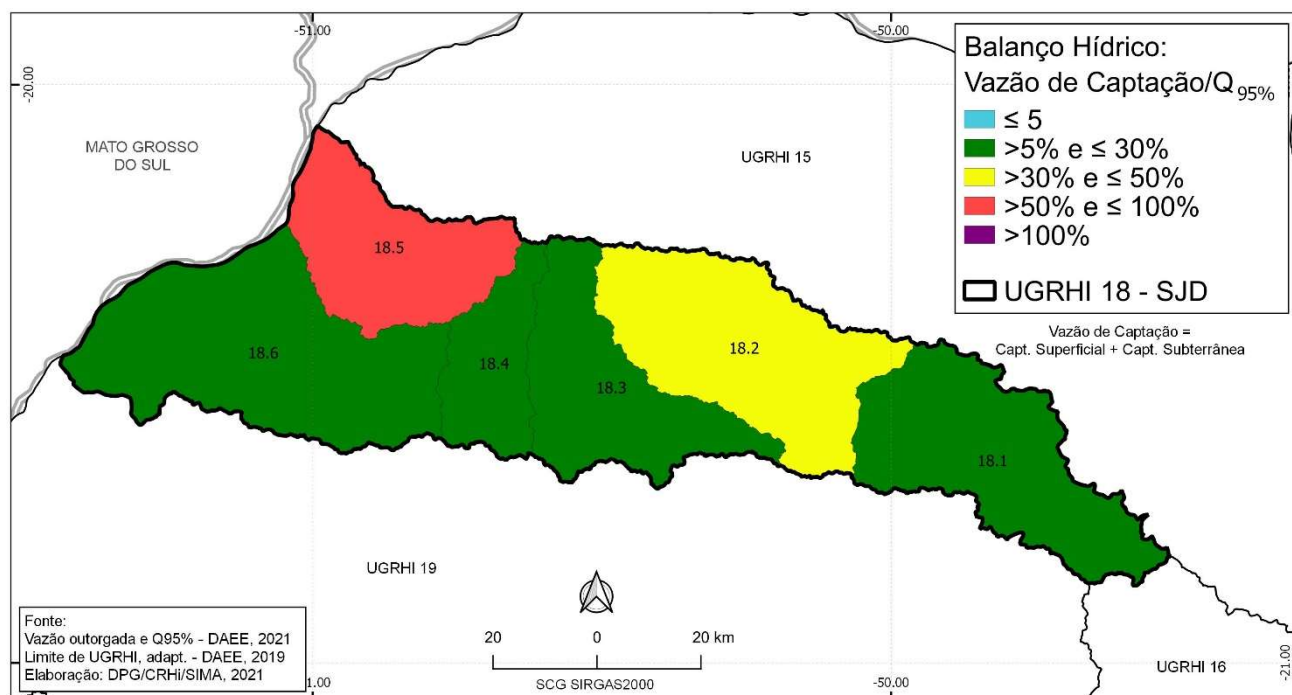 -51.00
-50.00
-20.00
MATO GROSSO
DO SUL
UGRHI 15
Balanço Hídrico:
Vazão de Captação/Q95%
≤ 5
>5% e ≤ 30%
>30% e ≤ 50%
>50% e ≤ 100%
>100%
UGRHI 18 - SJD
Vazão de Captação =
Capt. Superficial + Capt. Subterrânea
18.5
18.6
18.4
18.3
18.2
18.1
UGRHI 19
UGRHI 16
Fonte:
Vazão outorgada e Q95% - DAEE, 2021
Limite de UGRHI, adapt. - DAEE, 2019
Elaboração: DPG/CRHi/SIMA, 2021
20 0 20 km
SCG SIRGAS2000
1.00
-50.00
-21.00